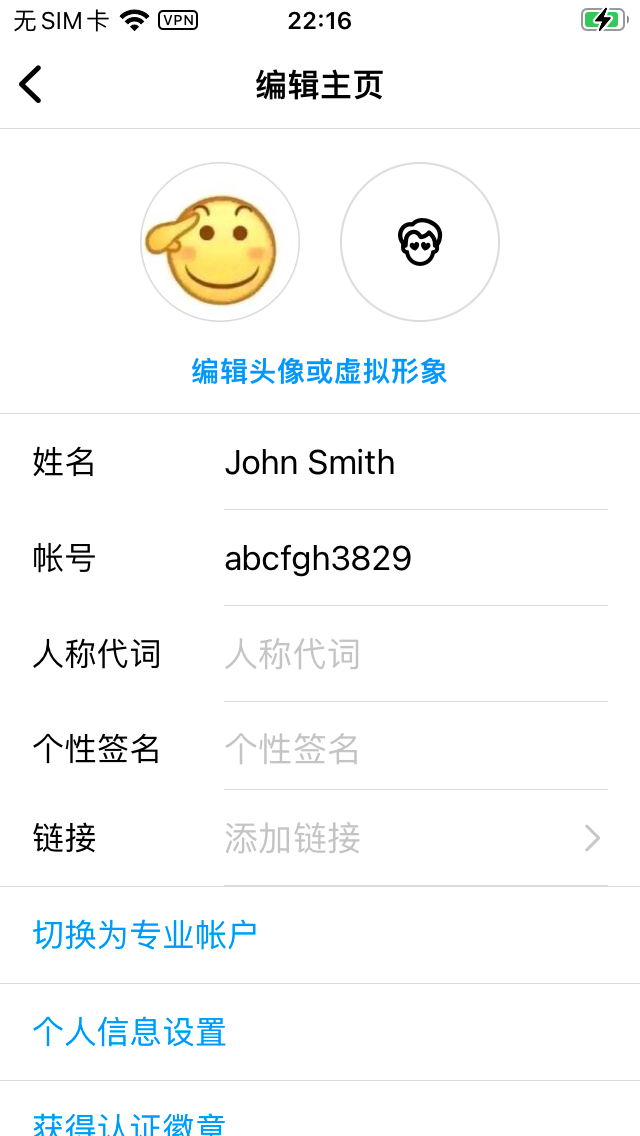 无SIM卡 VPN 22:16
编辑主页
编辑头像或虚拟形象
姓名 John Smith
帐号 abcfgh3829
人称代词 人称代词
个性签名 个性签名
链接 添加链接
切换为专业帐户
个人信息设置
获得认证徽章